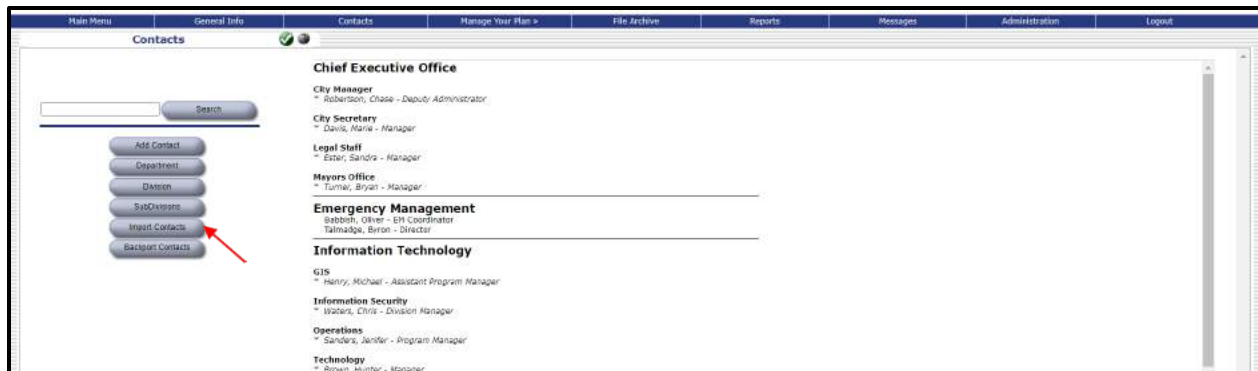 Main Menu
General Info
Contacts
Manage Your Plan »
File Archive
Reports
Messages
Administration
Logout
Contacts
Search
Add Contact
Department
Division
SubDivisions
Import Contacts
Backport Contacts
Chief Executive Office
City Manager
Robertson, Chase - Deputy Administrator
City Secretary
Davis, Marie - Manager
Legal Staff
Ester, Sandra - Manager
Mayors Office
Turner, Bryan - Manager
Emergency Management
Babbish, Oliver - EM Coordinator
Talmadge, Byron - Director
Information Technology
GIS
Henry, Michael - Assistant Program Manager
Information Security
Waters, Chris - Division Manager
Operations
Sanders, Jenifer - Program Manager
Technology
Brown, Hunter - Manager